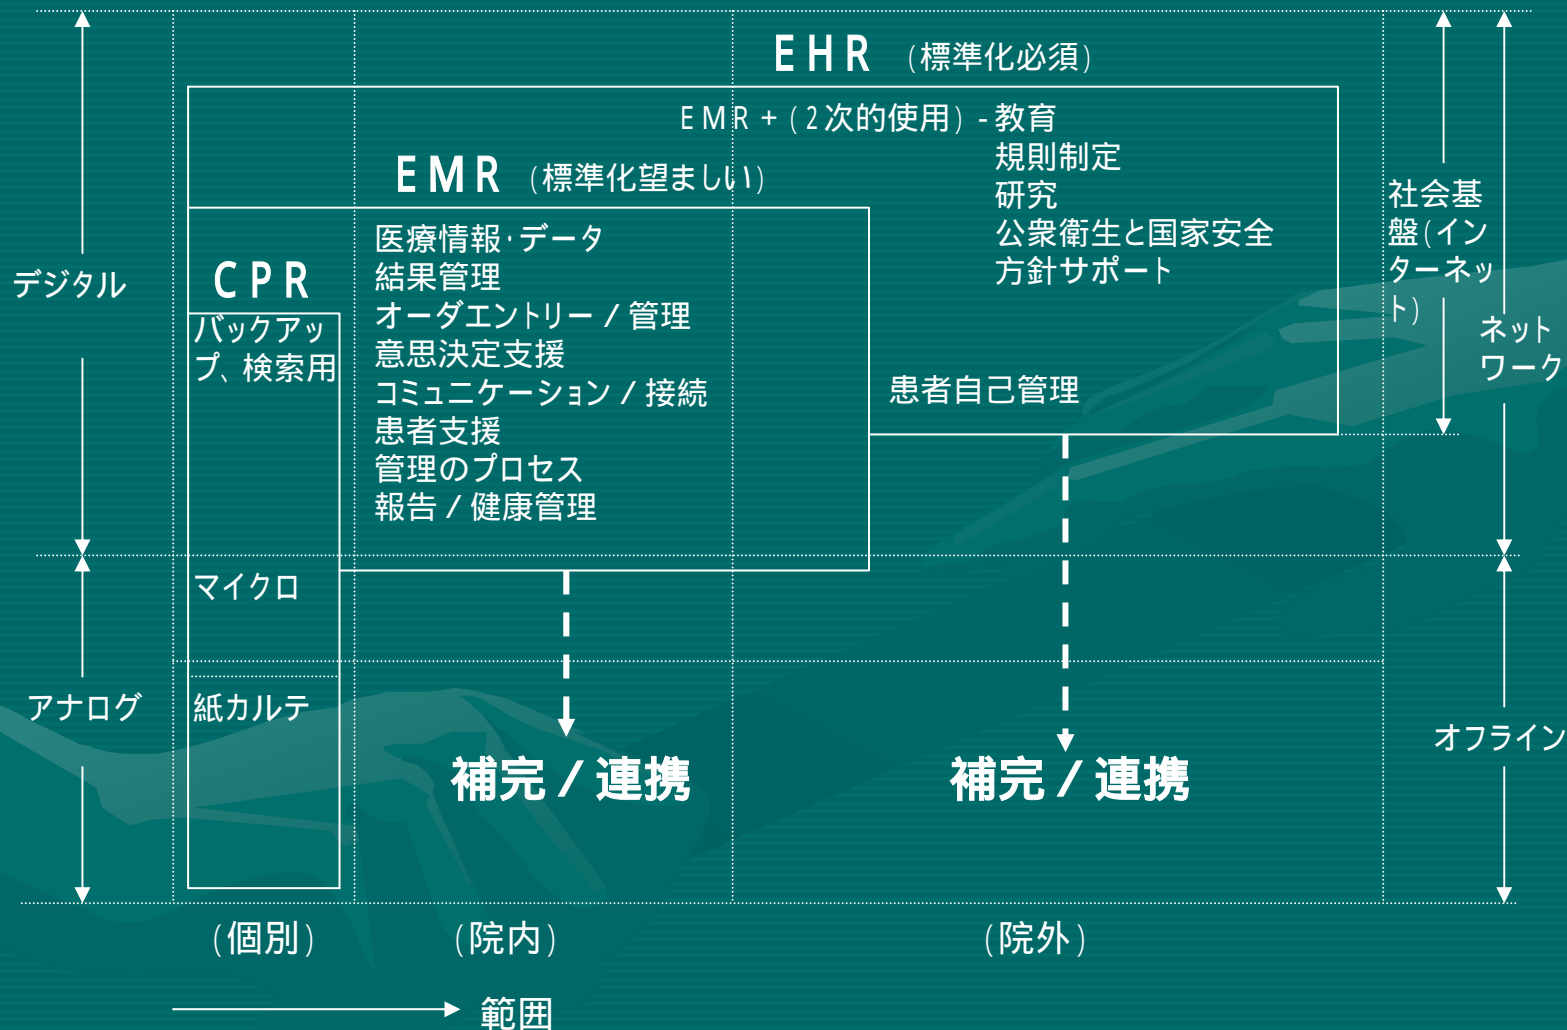 EHR (標準化必須)
EMR+(2次的使用)-教育
規則制定
研究
公衆衛生と国家安全
方針サポート
EMR (標準化望ましい)
医療情報・データ
結果管理
オーダエントリー/管理
意思決定支援
コミュニケーション/接続
患者支援
管理のプロセス
報告/健康管理
CPR
バックアッ
プ、検索用
マイクロ
紙カルテ
患者自己管理
デジタル
アナログ
社会基
盤(イン
ターネッ
ト)
ネット
ワーク
オフライン
補完/連携
補完/連携
(個別)
(院内)
(院外)
範囲